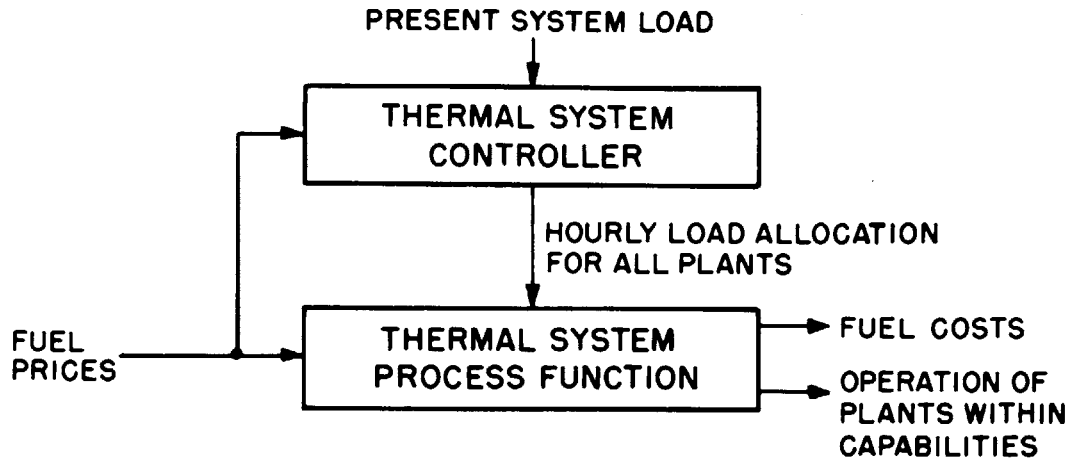 PRESENT SYSTEM LOAD
THERMAL SYSTEM
CONTROLLER
HOURLY LOAD ALLOCATION
FOR ALL PLANTS
FUEL
PRICES
THERMAL SYSTEM
PROCESS FUNCTION
FUEL COSTS
OPERATION OF
PLANTS WITHIN
CAPABILITIES